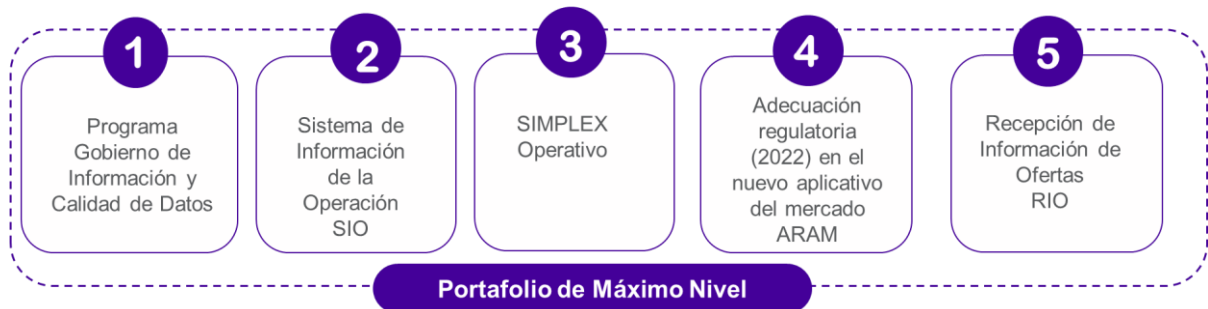 1
Programa
Gobierno de
Información y
Calidad de Datos
2
Sistema de
Información
de la
Operación
SIO
3
SIMPLEX
Operativo
4
Adecuación
regulatoria
(2022) en el
nuevo aplicativo
del mercado
ARAM
5
Recepción de
Información de
Ofertas
RIO
Portafolio de Máximo Nivel